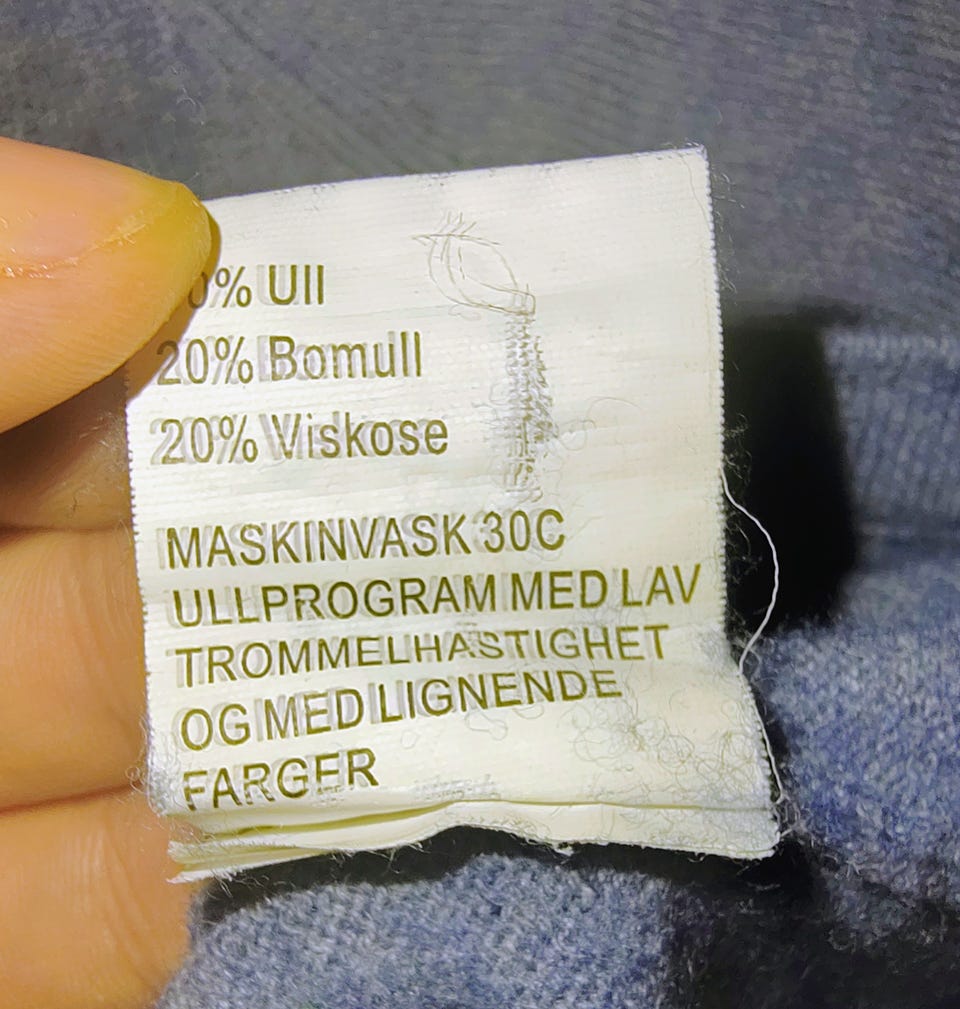 0% Ull
20% Bomull
20% Viskose
MASKINVASK 30C
ULLPROGRAM MED LAV
TROMMELHASTIGHET
OG MED LIGNENDE
FARGER